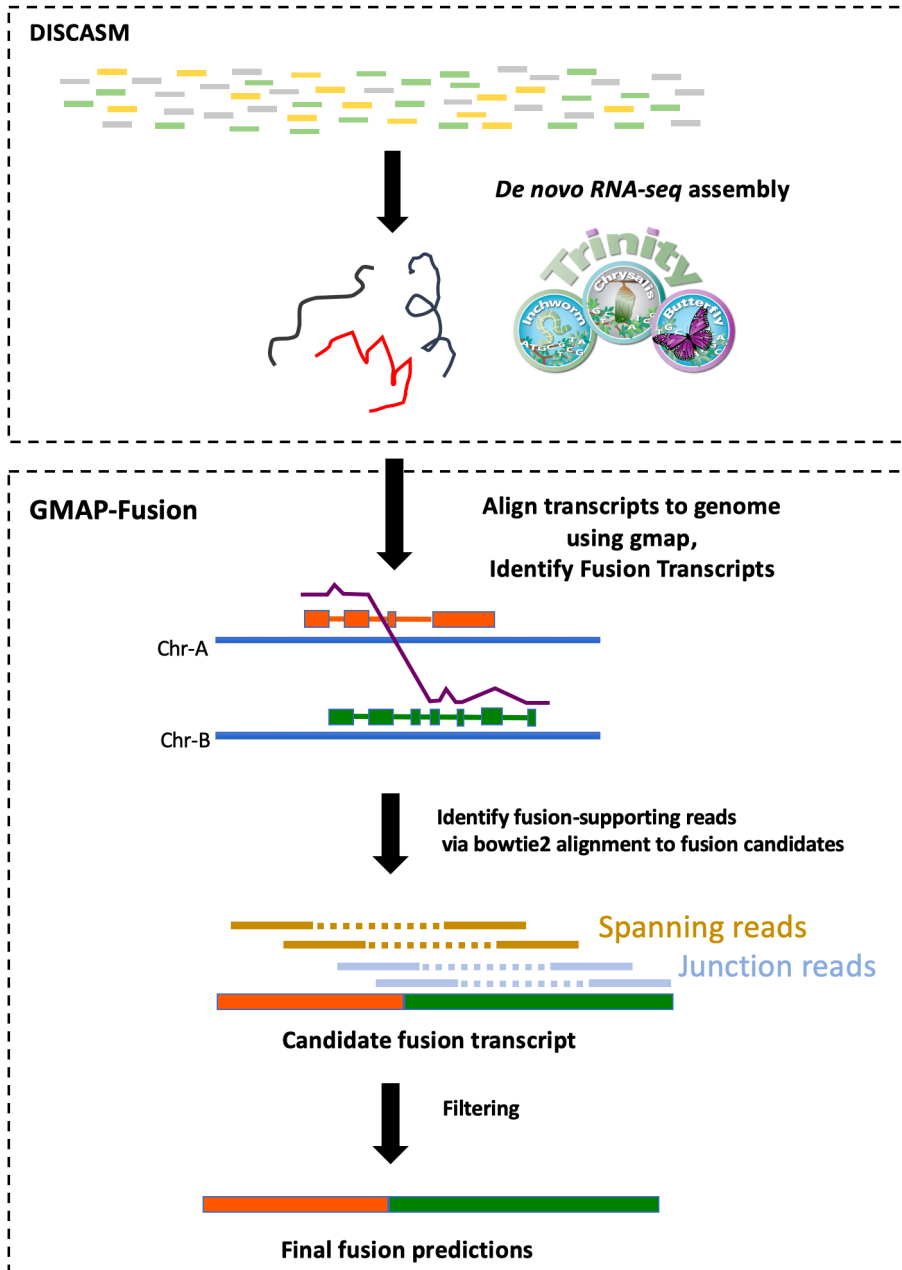 DISCASM
De novo RNA-seq assembly
Trinity
Chrysalis
Inchworm
Butterfly
GMAP-Fusion
Align transcripts to genome
using gmap,
Identify Fusion Transcripts
Chr-A
Chr-B
Identify fusion-supporting reads
via bowtie2 alignment to fusion candidates
Spanning reads
Junction reads
Candidate fusion transcript
Filtering
Final fusion predictions